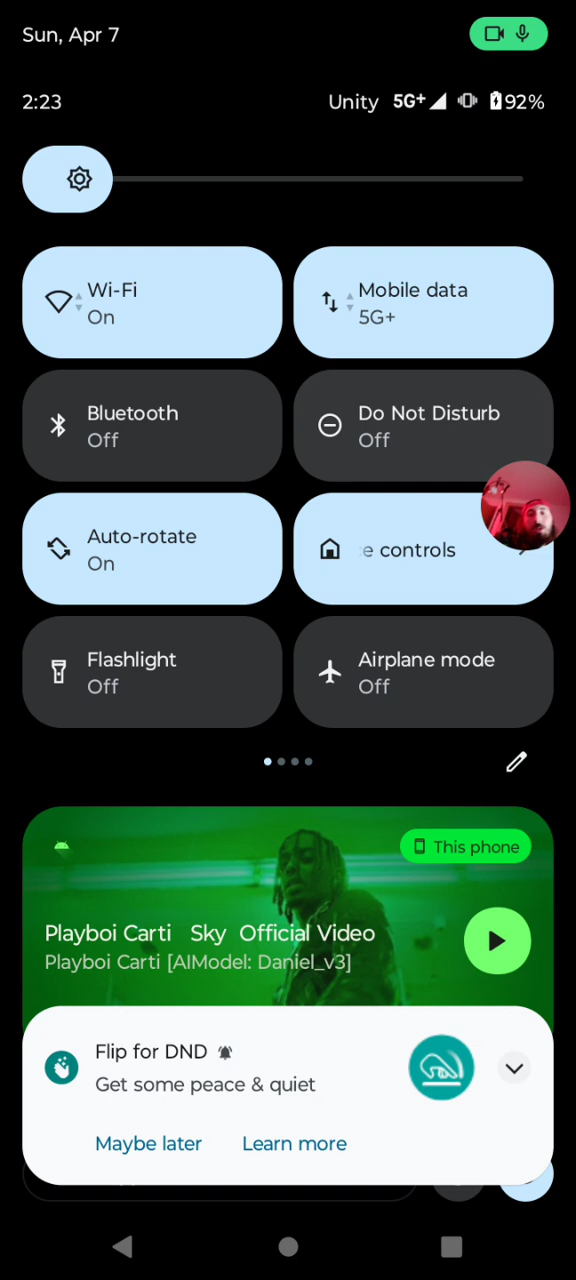 Sun, Apr 7
2:23
Unity 5G+ 92%
Wi-Fi
On
Mobile data
5G+
Bluetooth
Off
Do Not Disturb
Off
Auto-rotate
On
e controls
Flashlight
Off
Airplane mode
Off
This phone
Playboi Carti Sky Official Video
Playboi Carti [AIModel: Daniel_v3]
Flip for DND
Get some peace & quiet
Maybe later Learn more